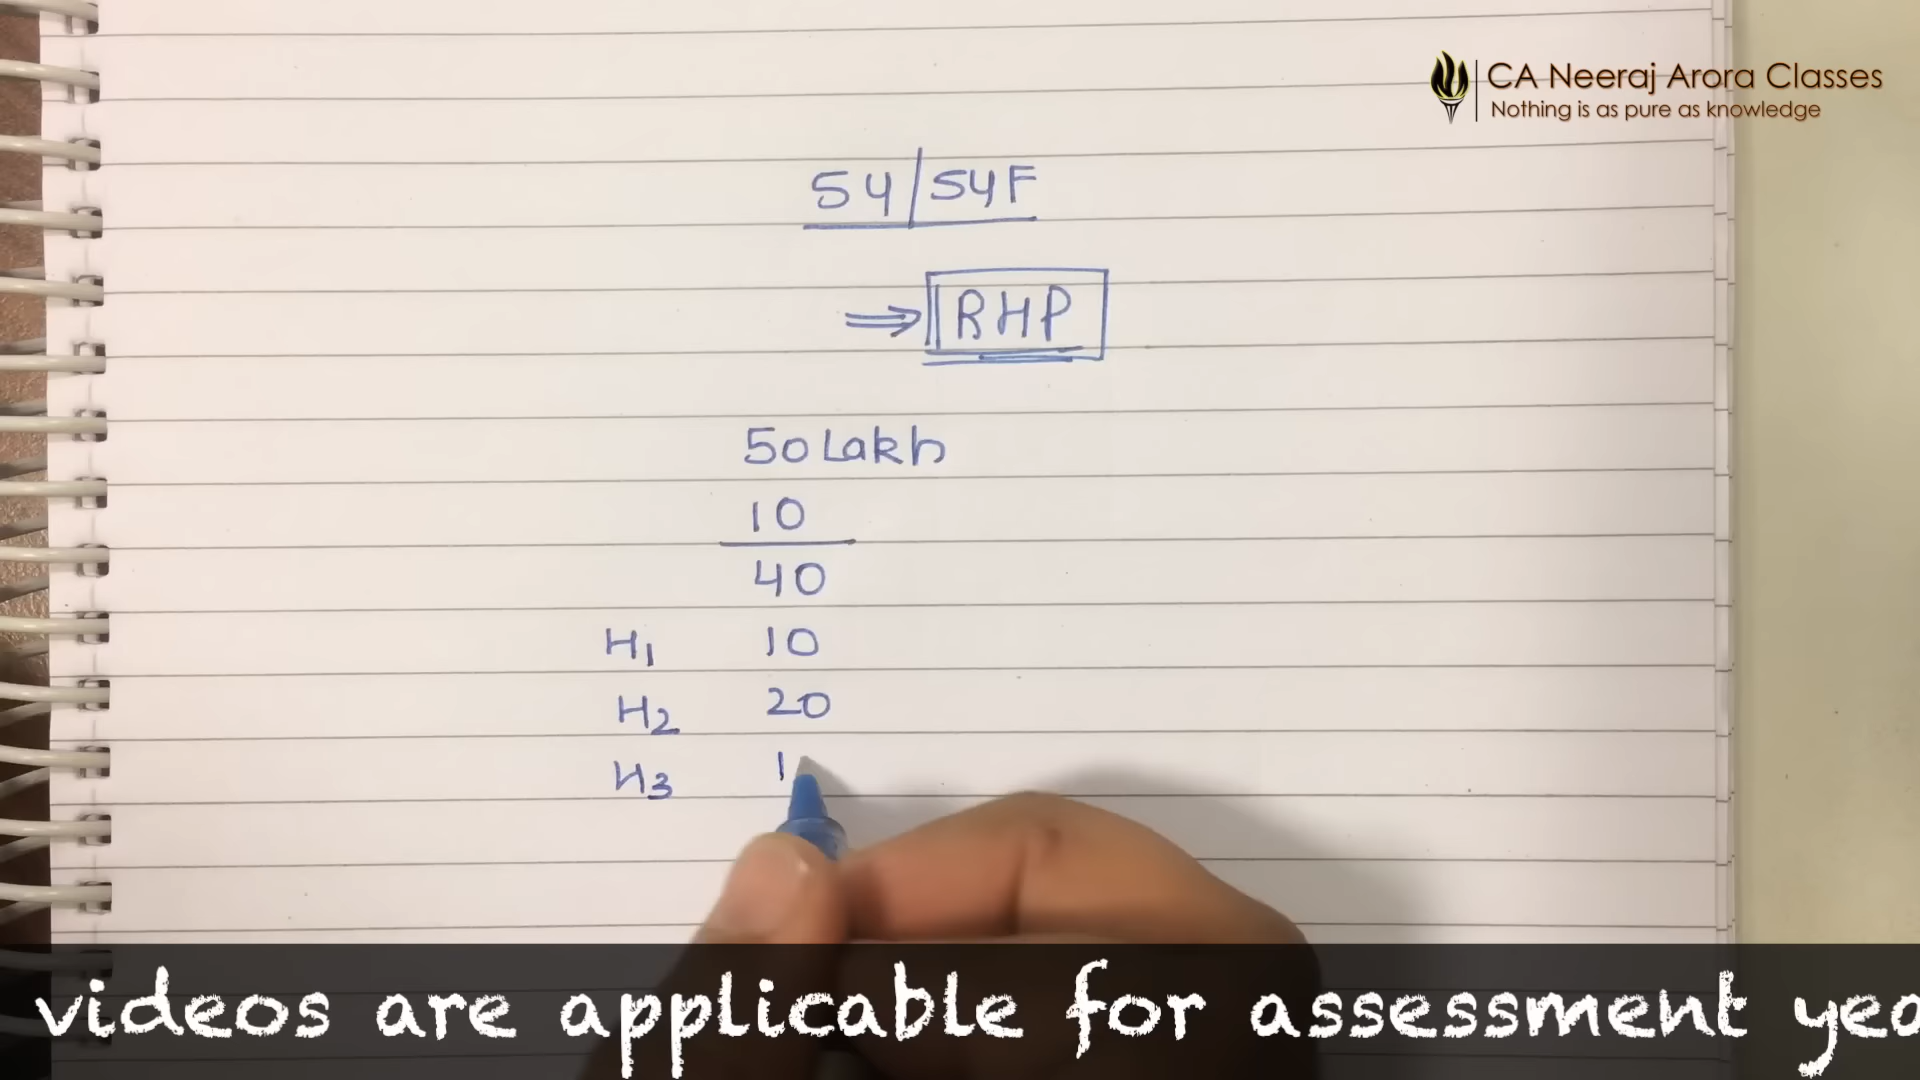 CA Neeraj Arora Classes
Nothing is as pure as knowledge
54/54F
⇒ RHP
50 Lakh
10
40
H1 10
H2 20
H3 1
videos are applicable for assessment yea